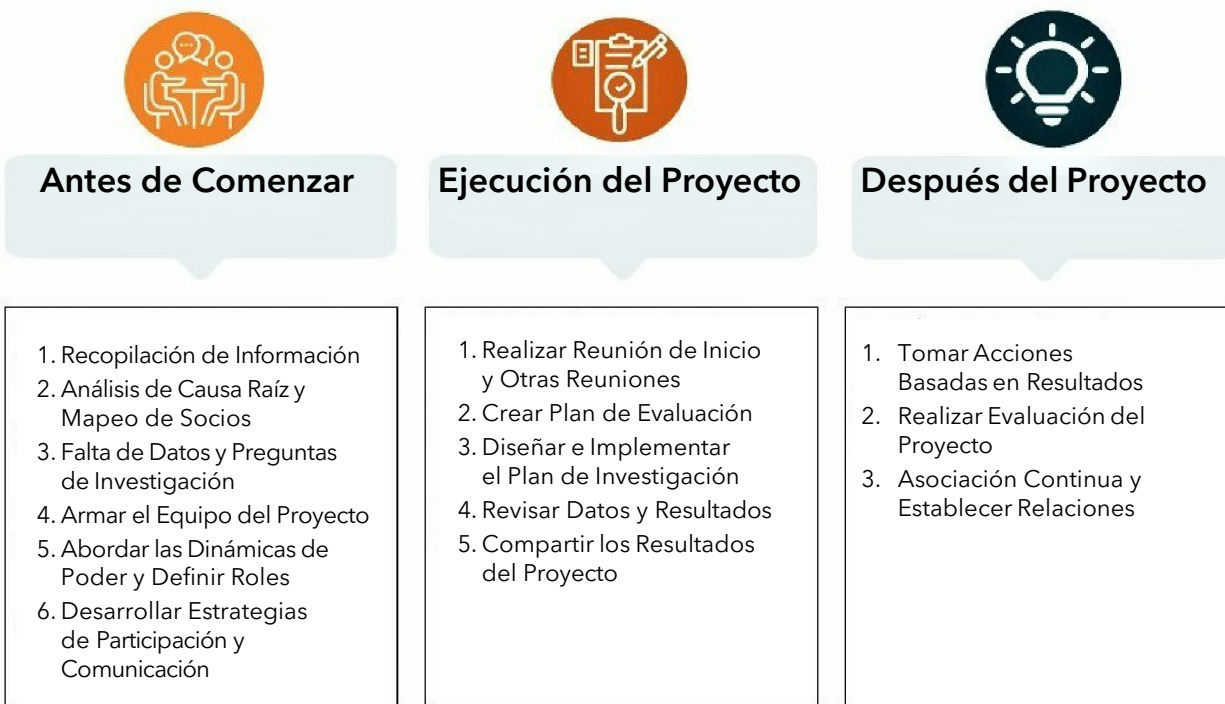 Antes de Comenzar
1. Recopilación de Información
2. Análisis de Causa Raíz y
Mapeo de Socios
3. Falta de Datos y Preguntas
de Investigación
4. Armar el Equipo del Proyecto
5. Abordar las Dinámicas de
Poder y Definir Roles
6. Desarrollar Estrategias
de Participación y
Comunicación
Ejecución del Proyecto
1. Realizar Reunión de Inicio
y Otras Reuniones
2. Crear Plan de Evaluación
3. Diseñar e Implementar
el Plan de Investigación
4. Revisar Datos y Resultados
5. Compartir los Resultados
del Proyecto
Después del Proyecto
1. Tomar Acciones
Basadas en Resultados
2. Realizar Evaluación del
Proyecto
3. Asociación Continua y
Establecer Relaciones